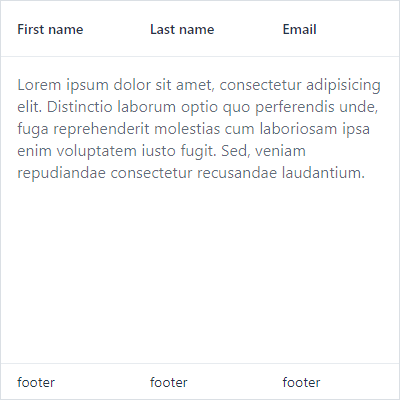 First name Last name Email
Lorem ipsum dolor sit amet, consectetur adipisicing
elit. Distinctio laborum optio quo perferendis unde,
fuga reprehenderit molestias cum laboriosam ipsa
enim voluptatem iusto fugit. Sed, veniam
repudiandae consectetur recusandae laudantium.
footer footer footer